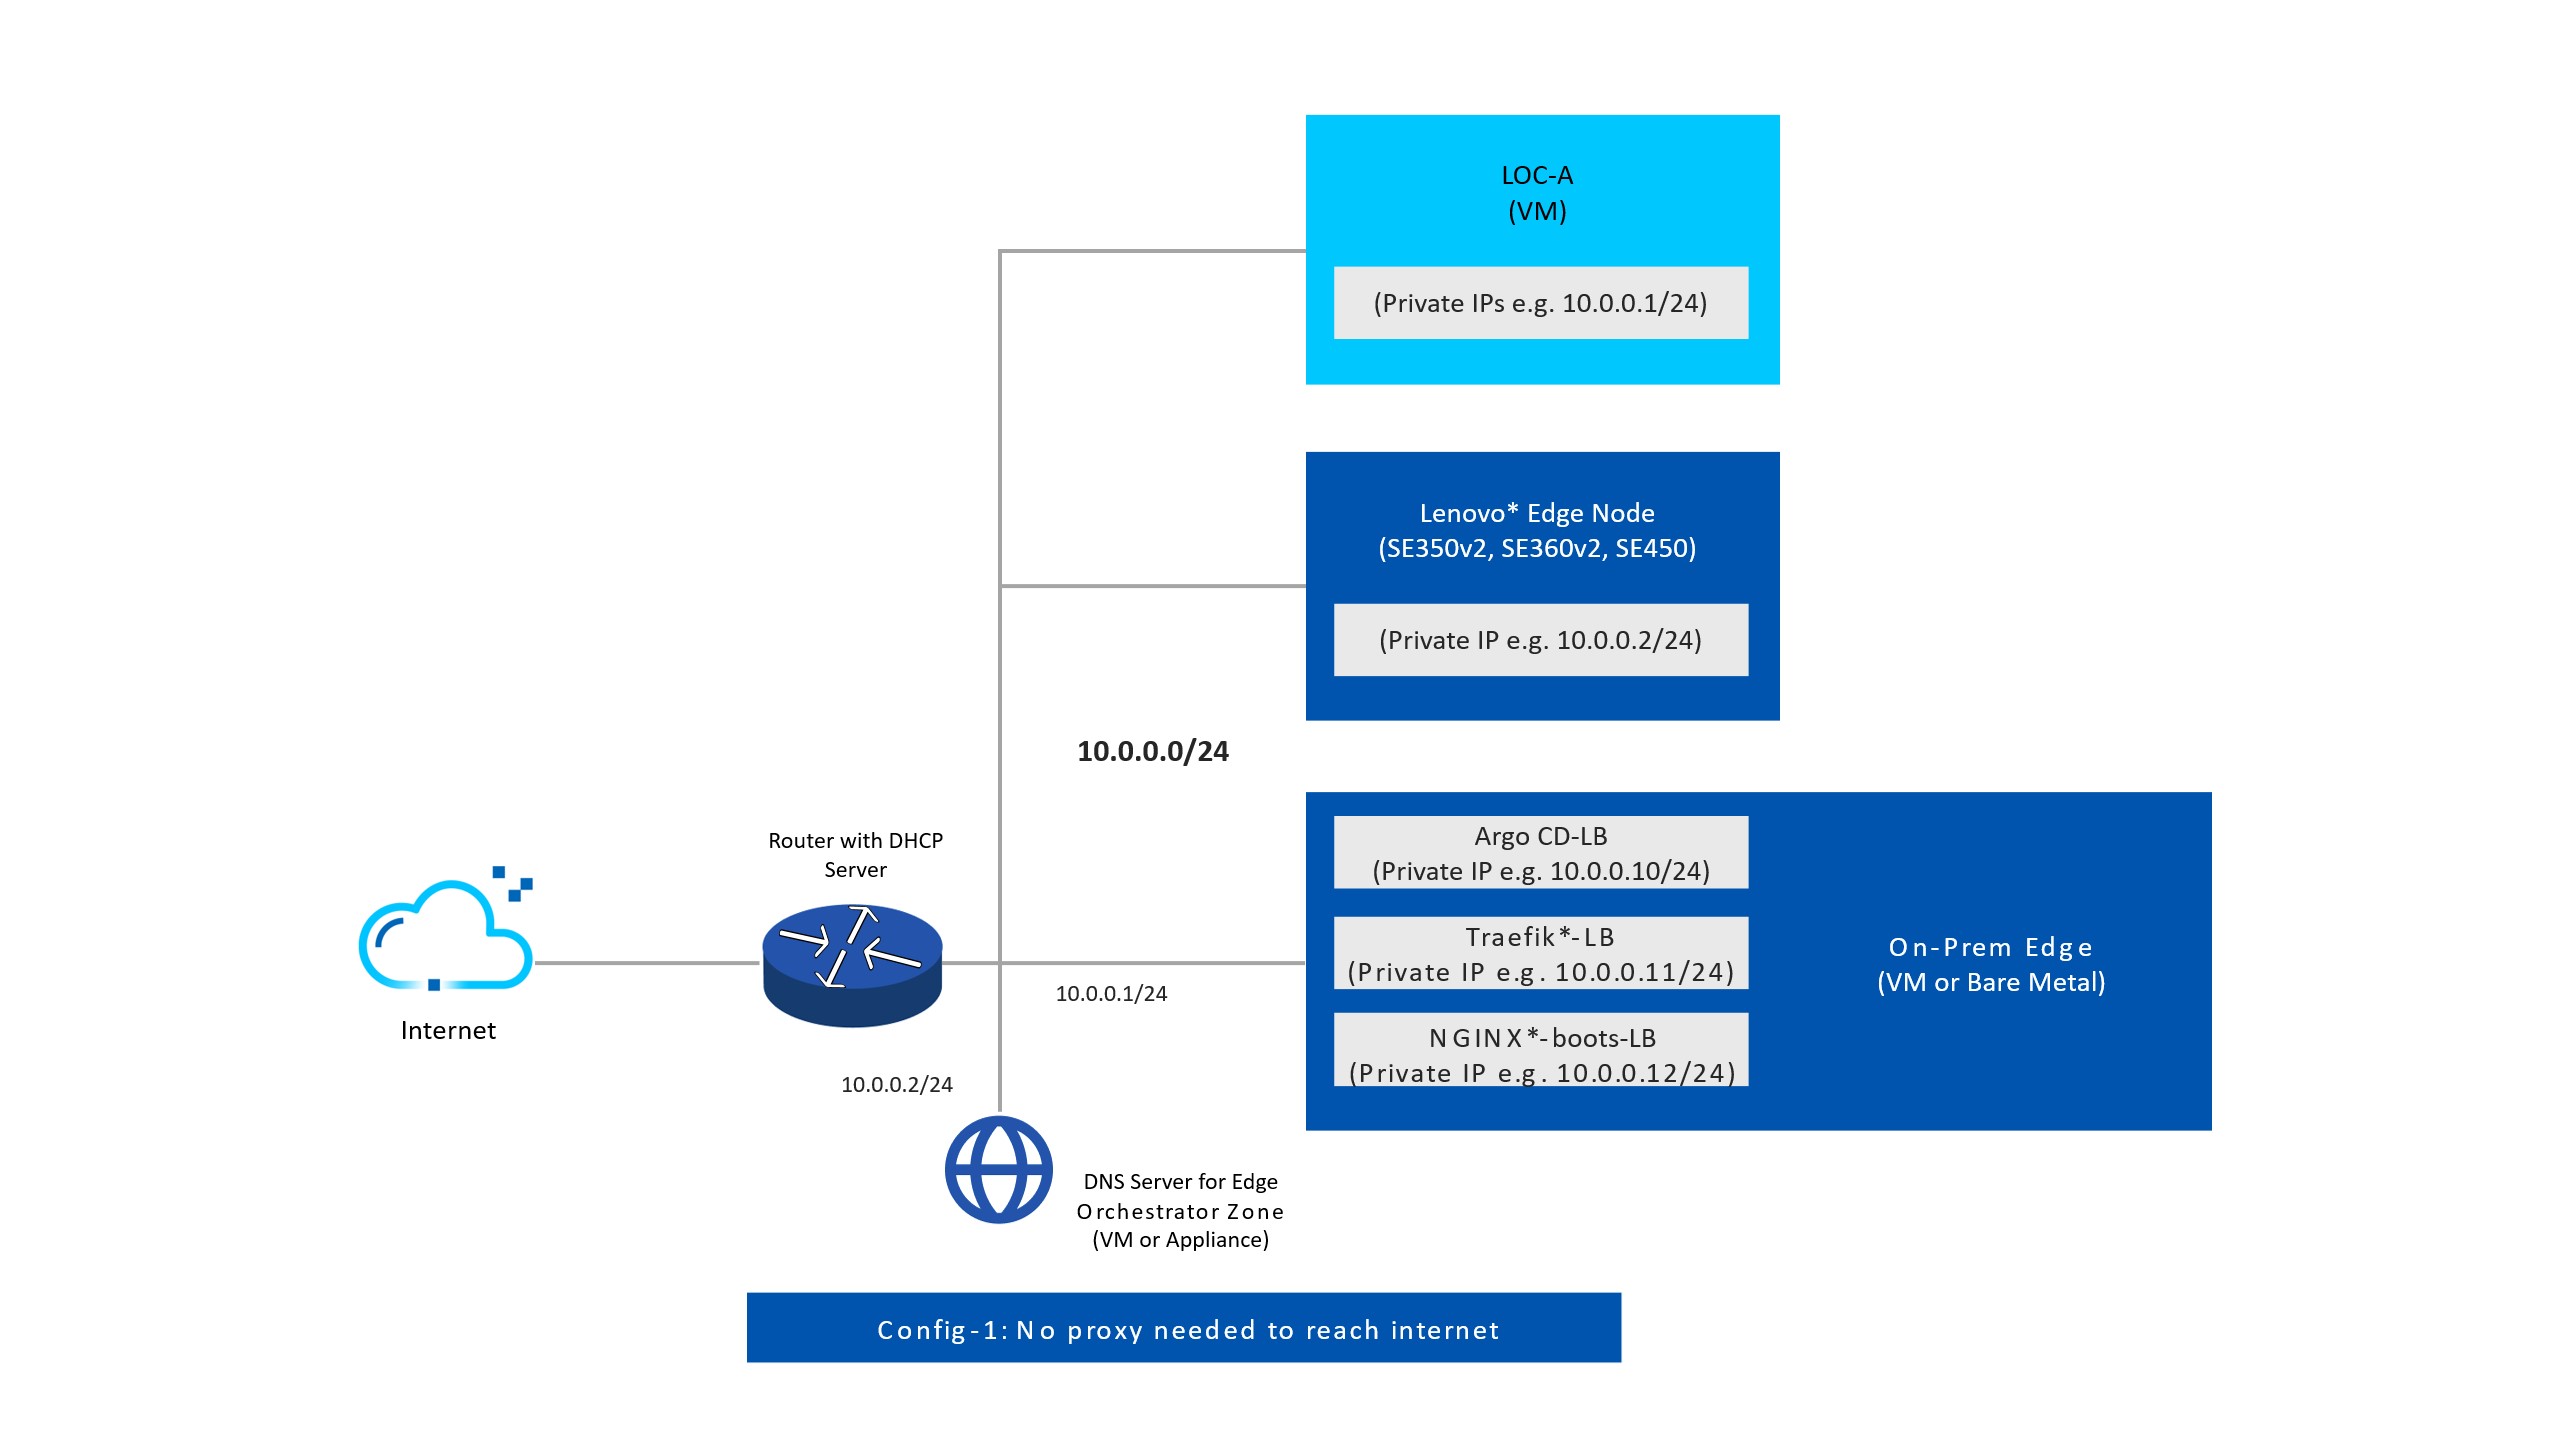 LOC-A
(VM)
(Private IPs e.g. 10.0.0.1/24)
Lenovo* Edge Node
(SE350v2, SE360v2, SE450)
(Private IP e.g. 10.0.0.2/24)
10.0.0.0/24
Router with DHCP
Server
Internet
10.0.0.1/24
10.0.0.2/24
Argo CD-LB
(Private IP e.g. 10.0.0.10/24)
Traefik*-LB
(Private IP e.g. 10.0.0.11/24)
NGINX*-boots-LB
(Private IP e.g. 10.0.0.12/24)
On-Prem Edge
(VM or Bare Metal)
DNS Server for Edge
Orchestrator Zone
(VM or Appliance)
Config-1: No proxy needed to reach internet